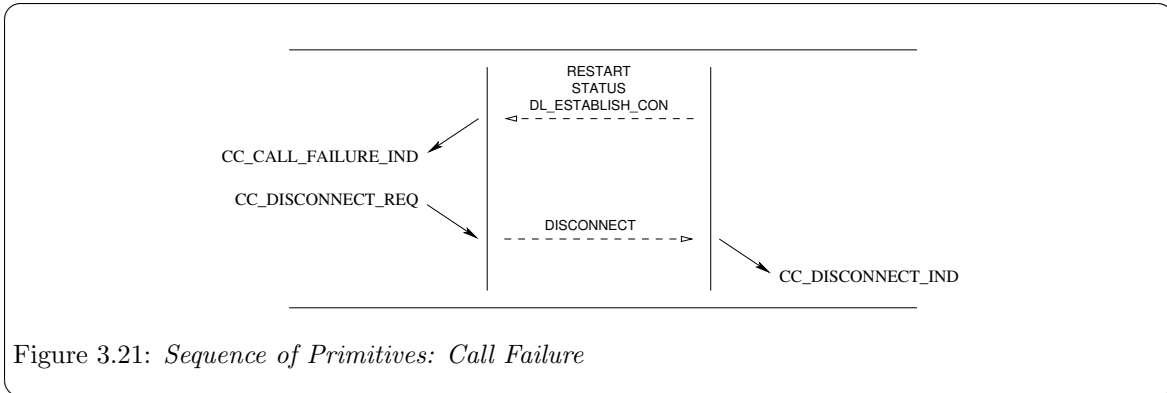 RESTART
STATUS
DL_ESTABLISH_CON
CC_CALL_FAILURE_IND
CC_DISCONNECT_REQ
DISCONNECT
CC_DISCONNECT_IND
Figure 3.21: Sequence of Primitives: Call Failure